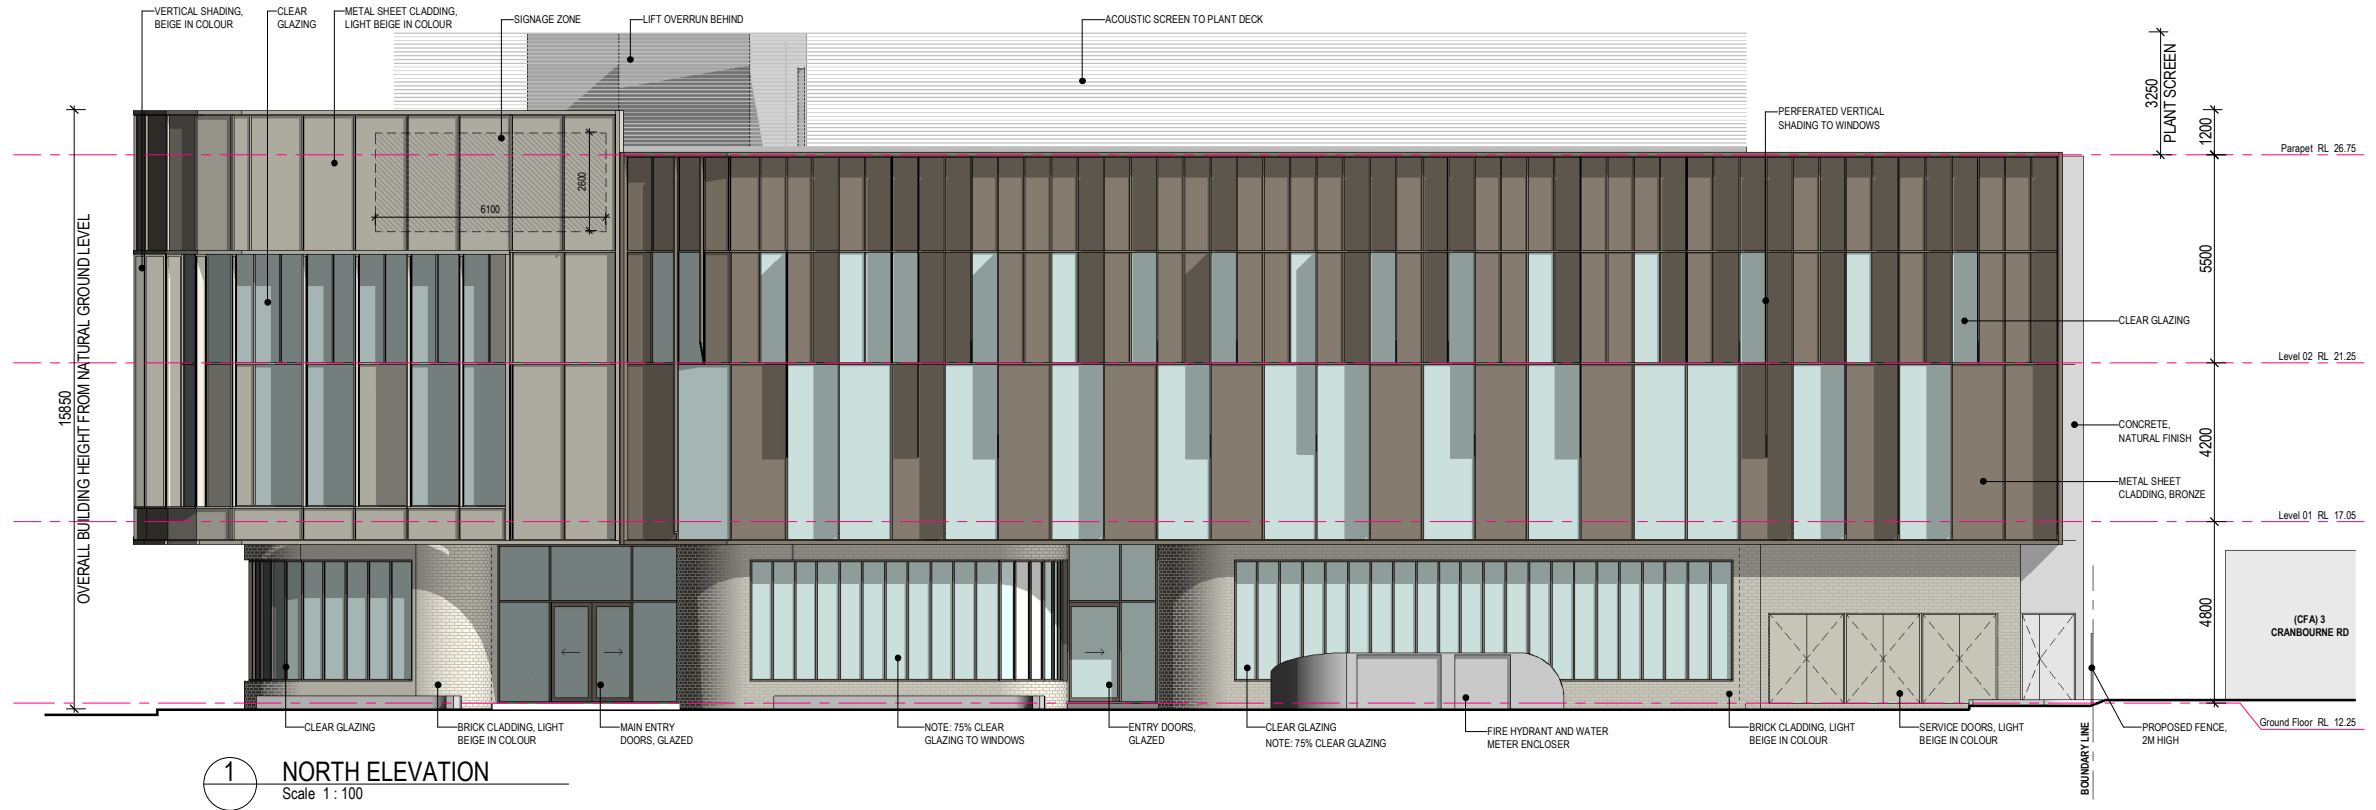 VERTICAL SHADING,
BEIGE IN COLOUR
CLEAR
GLAZING
METAL SHEET CLADDING,
LIGHT BEIGE IN COLOUR
SIGNAGE ZONE
LIFT OVERRUN BEHIND
ACOUSTIC SCREEN TO PLANT DECK
3250
PLANT SCREEN
1200
PERFERATED VERTICAL
SHADING TO WINDOWS
Parapet RL 26.75
2600
6100
5500
15850
OVERALL BUILDING HEIGHT FROM NATURAL GROUND LEVEL
CLEAR GLAZING
Level 02 RL 21.25
CONCRETE,
NATURAL FINISH
4200
METAL SHEET
CLADDING, BRONZE
Level 01 RL 17.05
4800
(CFA) 3
CRANBOURNE RD
CLEAR GLAZING
BRICK CLADDING, LIGHT
BEIGE IN COLOUR
MAIN ENTRY
DOORS, GLAZED
NOTE: 75% CLEAR
GLAZING TO WINDOWS
ENTRY DOORS,
GLAZED
CLEAR GLAZING
NOTE: 75% CLEAR GLAZING
FIRE HYDRANT AND WATER
METER ENCLOSER
BRICK CLADDING, LIGHT
BEIGE IN COLOUR
SERVICE DOORS, LIGHT
BEIGE IN COLOUR
BOUNDARY LINE
PROPOSED FENCE,
2M HIGH
Ground Floor RL 12.25
1
NORTH ELEVATION
Scale 1 : 100